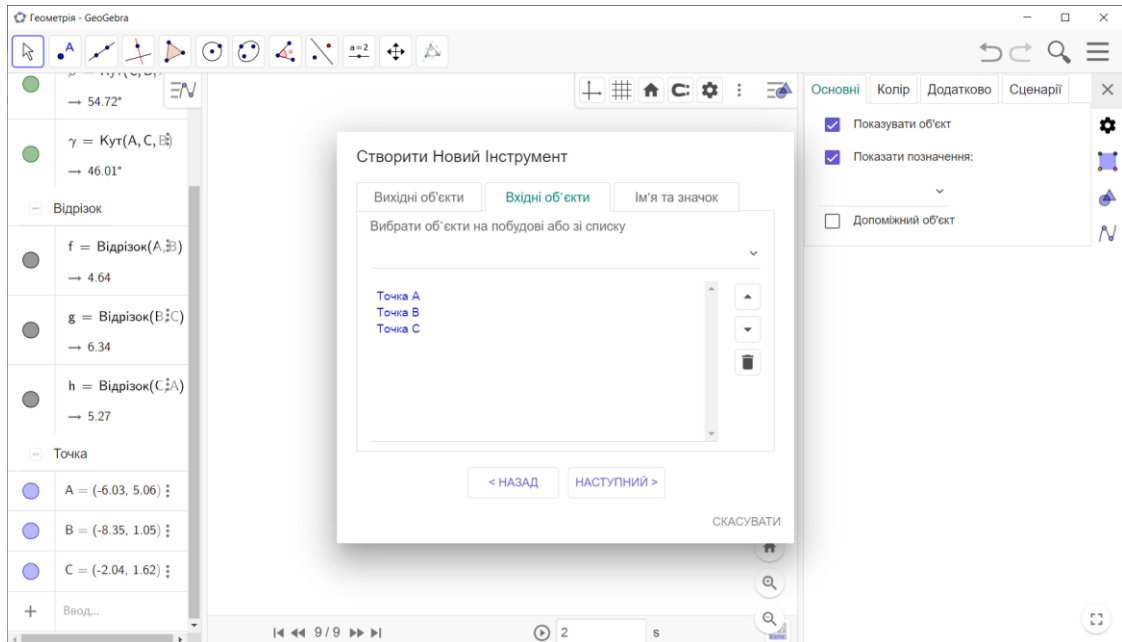 Геометрія - GeoGebra
A
a=2
→ 54.72°
γ = Кут(A, C, B)
→ 46.01°
Відрізок
f = Відрізок(A, B)
→ 4.64
g = Відрізок(B, C)
→ 6.34
h = Відрізок(C, A)
→ 5.27
Точка
A = (-6.03, 5.06)
B = (-8.35, 1.05)
C = (-2.04, 1.62)
+ Ввод...
Створити Новий Інструмент
Вихідні об'єкти Вхідні об`єкти Ім'я та значок
Вибрати об`єкти на побудові або зі списку
Точка A
Точка B
Точка C
< НАЗАД НАСТУПНИЙ >
СКАСУВАТИ
9 / 9 2 s
Основні Колір Додатково Сценарії
Показувати об'єкт
Показати позначення:
Допоміжний об'єкт